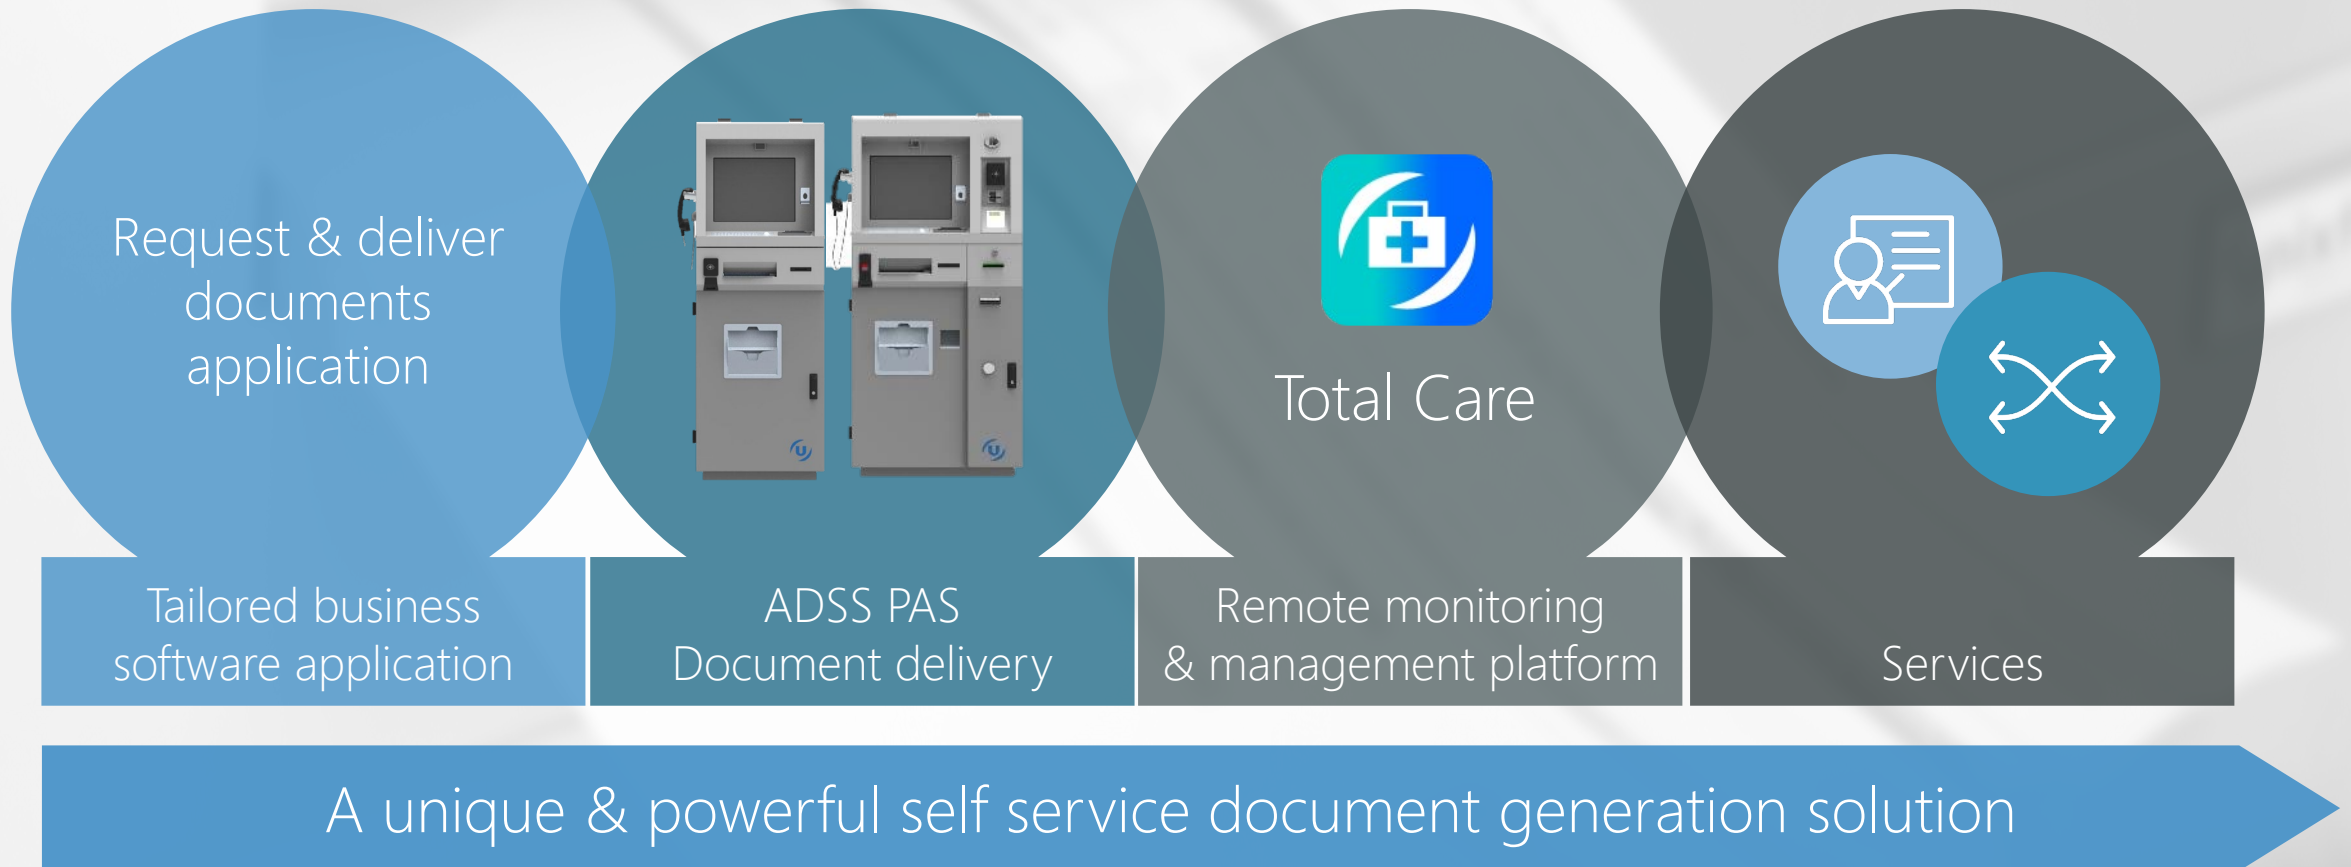 Request & deliver
documents
application
Total Care
Tailored business
software application
ADSS PAS
Document delivery
Remote monitoring
& management platform
Services
A unique & powerful self service document generation solution